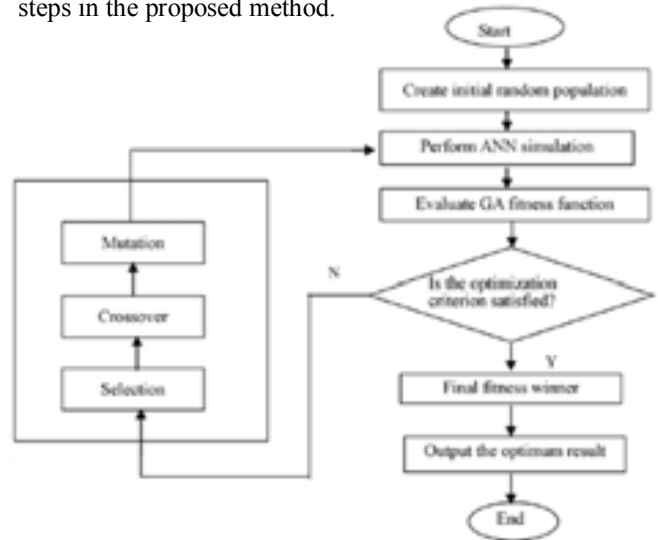 steps in the proposed method.
Start
Create initial random population
Perform ANN simulation
Evaluate GA fitness function
Is the optimization
criterion satisfied?
N
Y
Mutation
Crossover
Selection
Final fitness winner
Output the optimum result
End